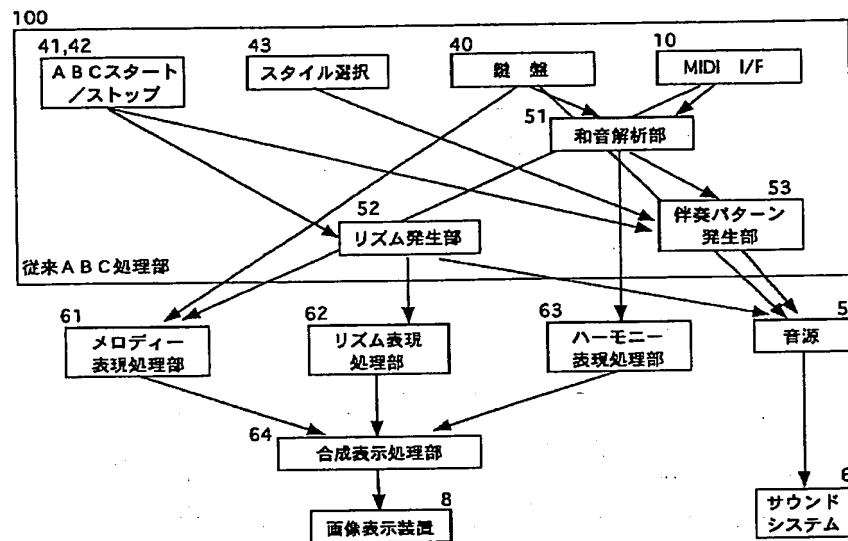 100
41,42
ABCスタート
／ストップ
43
スタイル選択
40
鍵 盤
10
MIDI I/F
51
和音解析部
52
リズム発生部
53
伴奏パターン
発生部
従来ABC処理部
61
メロディー
表現処理部
62
リズム表現
処理部
63
ハーモニー
表現処理部
5
音源
64
合成表示処理部
8
画像表示装置
6
サウンド
システム